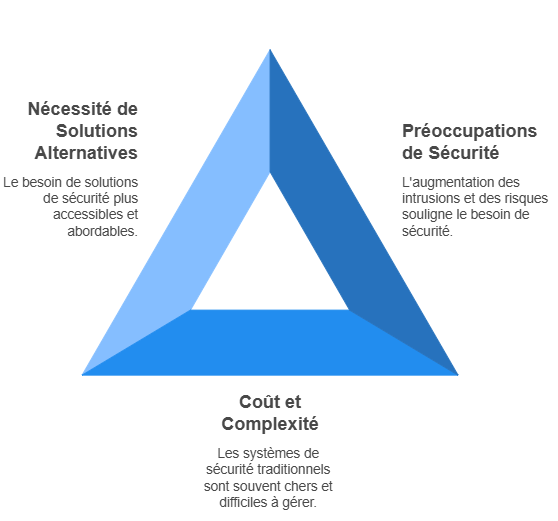 Nécessité de
Solutions
Alternatives
Le besoin de solutions
de sécurité plus
accessibles et
abordables.
Préoccupations
de Sécurité
L'augmentation des
intrusions et des risques
souligne le besoin de
sécurité.
Coût et
Complexité
Les systèmes de
sécurité traditionnels
sont souvent chers et
difficiles à gérer.